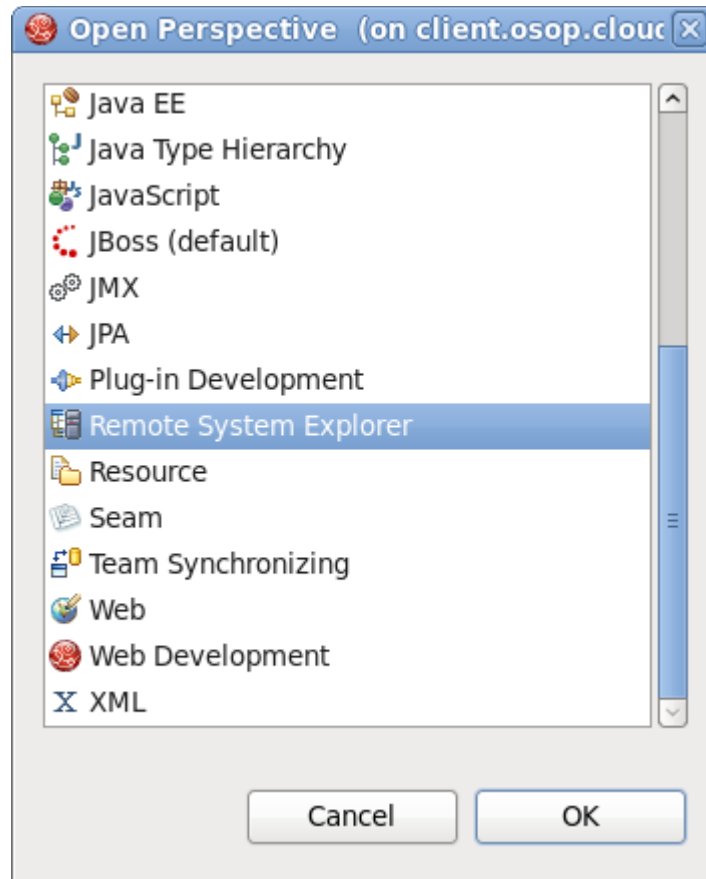 Open Perspective (on client.osop.clouc
Java EE
Java Type Hierarchy
JavaScript
JBoss (default)
JMX
JPA
Plug-in Development
Remote System Explorer
Resource
Seam
Team Synchronizing
Web
Web Development
X XML
Cancel OK